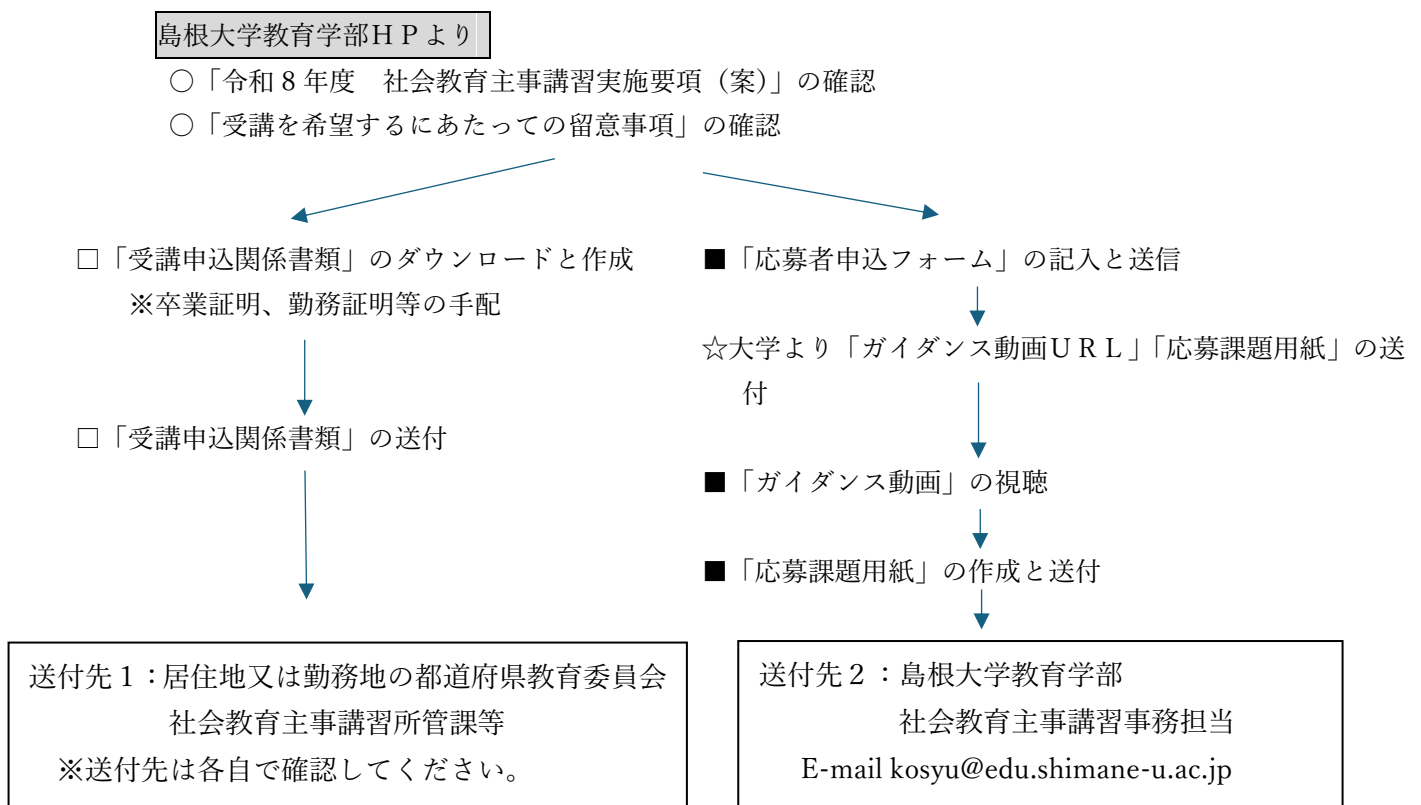 島根大学教育学部ＨＰより
○「令和８年度　社会教育主事講習実施要項（案）」の確認
○「受講を希望するにあたっての留意事項」の確認
□「受講申込関係書類」のダウンロードと作成
※卒業証明、勤務証明等の手配
□「受講申込関係書類」の送付
送付先１：居住地又は勤務地の都道府県教育委員会
社会教育主事講習所管課等
※送付先は各自で確認してください。
■「応募者申込フォーム」の記入と送信
☆大学より「ガイダンス動画ＵＲＬ」「応募課題用紙」の送
付
■「ガイダンス動画」の視聴
■「応募課題用紙」の作成と送付
送付先２：島根大学教育学部
社会教育主事講習事務担当
E-mail kosyu@edu.shimane-u.ac.jp